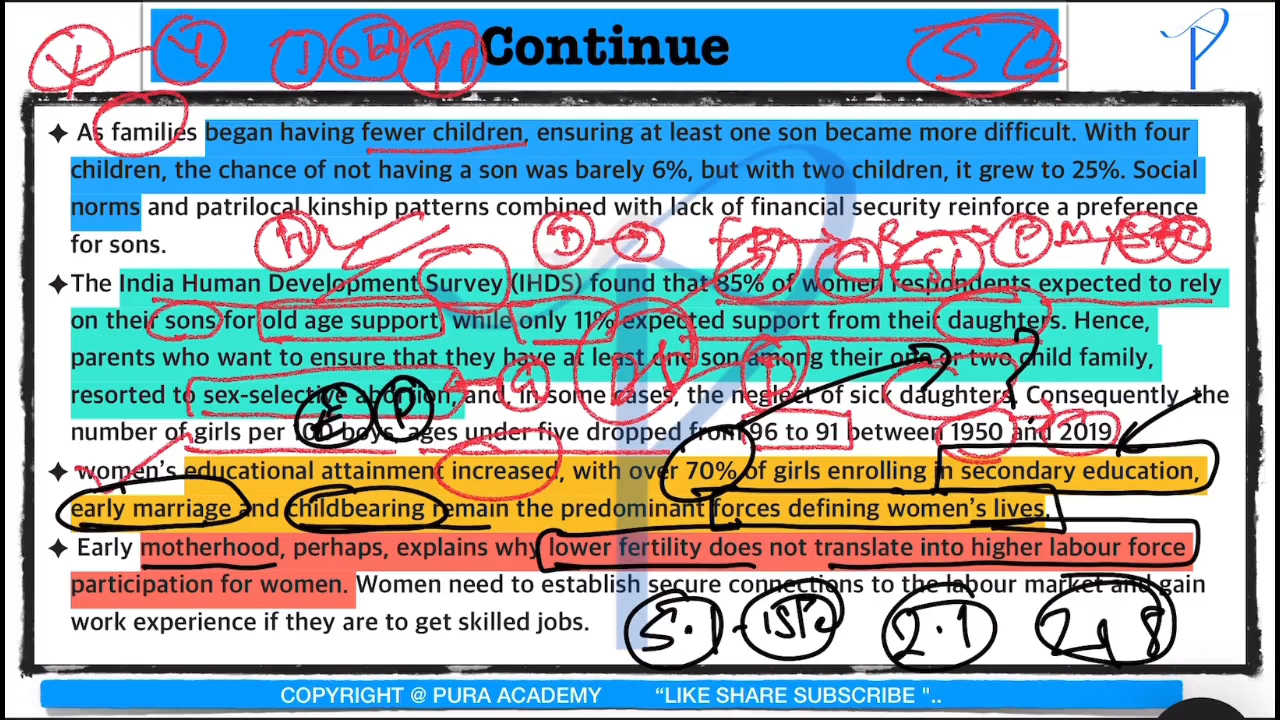 Continue
As families began having fewer children, ensuring at least one son became more difficult. With four
children, the chance of not having a son was barely 6%, but with two children, it grew to 25%. Social
norms and patrilocal kinship patterns combined with lack of financial security reinforce a preference
for sons.
The India Human Development Survey (IHDS) found that 85% of women respondents expected to rely
on their sons for old age support, while only 11% expected support from their daughters. Hence,
parents who want to ensure that they have at least one son among their one or two child family,
resorted to sex-selective abortion, and, in some cases, the neglect of sick daughters. Consequently, the
number of girls per boys, ages under five dropped from 96 to 91 between 1950 and 2019
women's educational attainment increased, with over 70% of girls enrolling in secondary education,
early marriage and childbearing remain the predominant forces defining women's lives.
Early motherhood, perhaps, explains why lower fertility does not translate into higher labour force
participation for women. Women need to establish secure connections to the labour market and gain
work experience if they are to get skilled jobs.
5.1 2.1
COPYRIGHT @ PURA ACADEMY "LIKE SHARE SUBSCRIBE "..